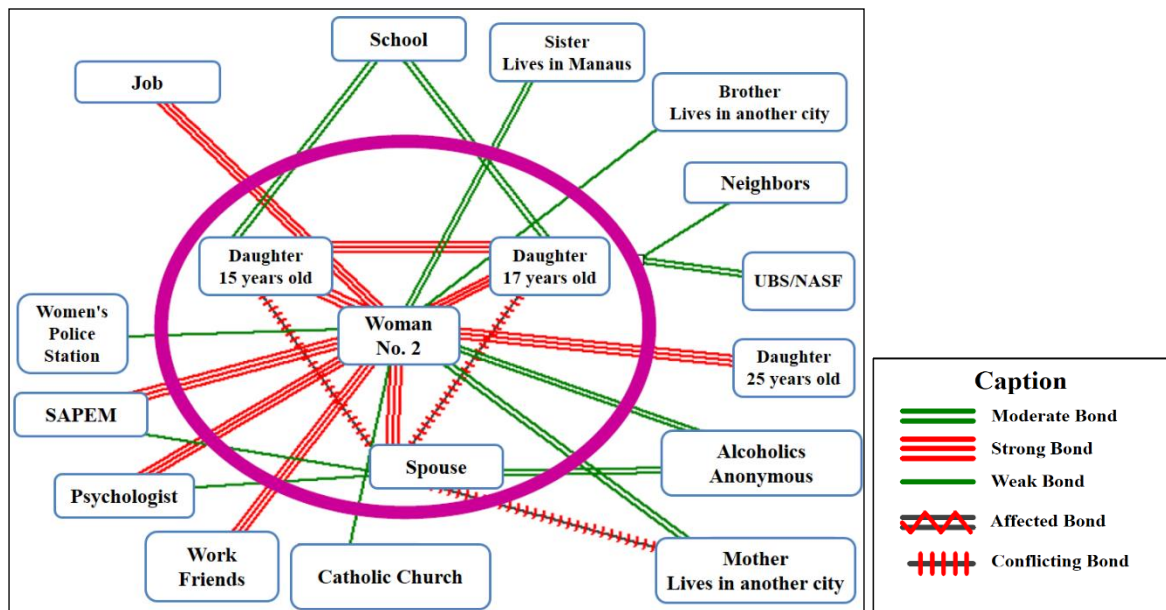 School
Sister
Lives in Manaus
Job
Brother
Lives in another city
Neighbors
Daughter
15 years old
Daughter
17 years old
UBS/NASF
Women's
Police
Station
Woman
No. 2
Daughter
25 years old
SAPEM
Spouse
Alcoholics
Anonymous
Psychologist
Work
Friends
Catholic Church
Mother
Lives in another city
Caption
Moderate Bond
Strong Bond
Weak Bond
Affected Bond
Conflicting Bond